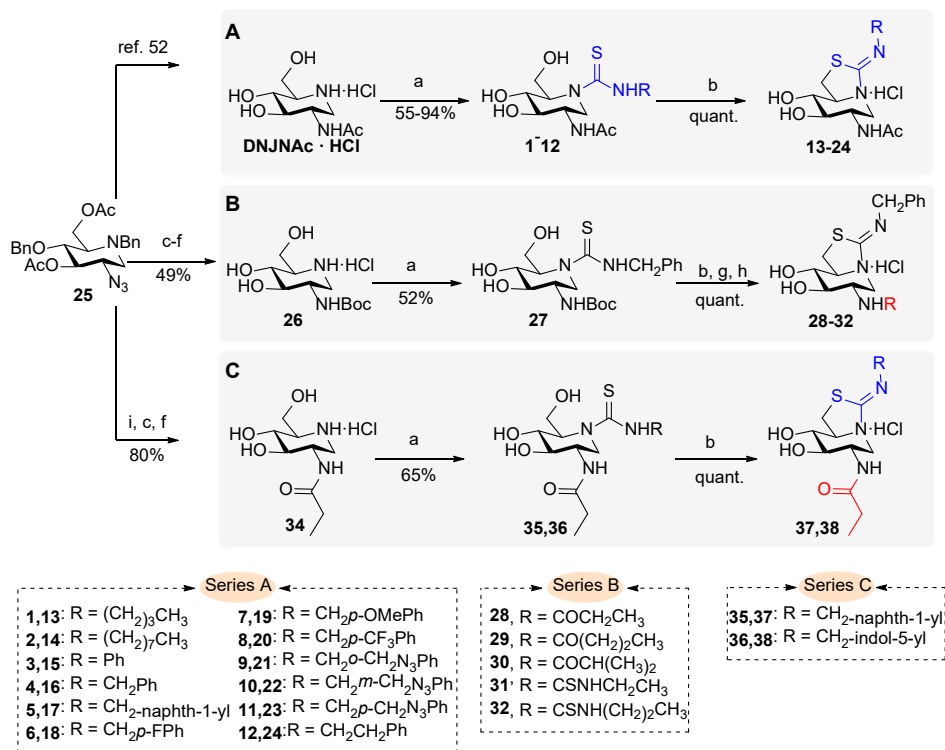 ref. 52
A
OH
HO
HO
NH·HCl
NHAc
DNJNAc · HCl
a
55-94%
OH
HO
HO
N
S
NHR
NHAc
1-12
b
quant.
R
N
S
N·HCl
HO
HO
NHAc
13-24
OAc
BnO
AcO
NBn
N3
25
c-f
49%
B
OH
HO
HO
NH·HCl
NHBoc
26
a
52%
OH
HO
HO
N
S
NHCH2Ph
NHBoc
27
b, g, h
quant.
CH2Ph
N
S
N·HCl
HO
HO
NHR
28-32
i, c, f
80%
C
OH
HO
HO
NH·HCl
NH
O
34
a
65%
OH
HO
HO
N
S
NHR
NH
O
35,36
b
quant.
R
N
S
N·HCl
HO
HO
NH
O
37,38
Series A
1,13: R = (CH2)3CH3
2,14: R = (CH2)7CH3
3,15: R = Ph
4,16: R = CH2Ph
5,17: R = CH2-naphth-1-yl
6,18: R = CH2p-FPh
7,19: R = CH2p-OMePh
8,20: R = CH2p-CF3Ph
9,21: R = CH2o-CH2N3Ph
10,22: R = CH2m-CH2N3Ph
11,23: R = CH2p-CH2N3Ph
12,24: R = CH2CH2Ph
Series B
28, R = COCH2CH3
29, R = CO(CH2)2CH3
30, R = COCH(CH3)2
31, R = CSNHCH2CH3
32, R = CSNH(CH2)2CH3
Series C
35,37: R = CH2-naphth-1-yl
36,38: R = CH2-indol-5-yl